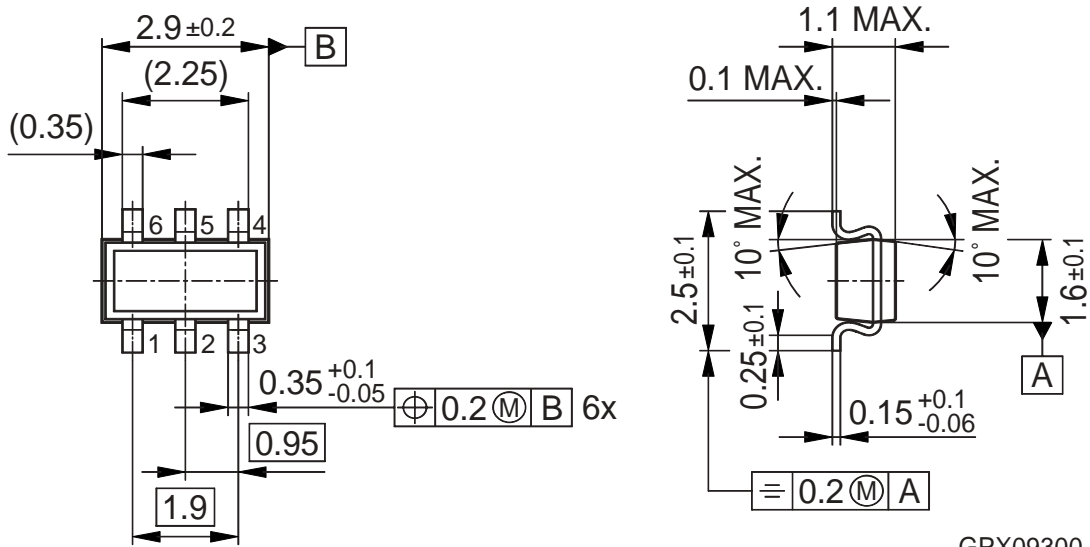 2.9±0.2
B
(2.25)
(0.35)
6 5 4
1 2 3
0.35 +0.1 -0.05
⌖ 0.2 Ⓜ B 6x
0.95
1.9
1.1 MAX.
0.1 MAX.
10° MAX.
10° MAX.
2.5±0.1
0.25±0.1
1.6±0.1
A
0.15 +0.1 -0.06
⌯ 0.2 Ⓜ A